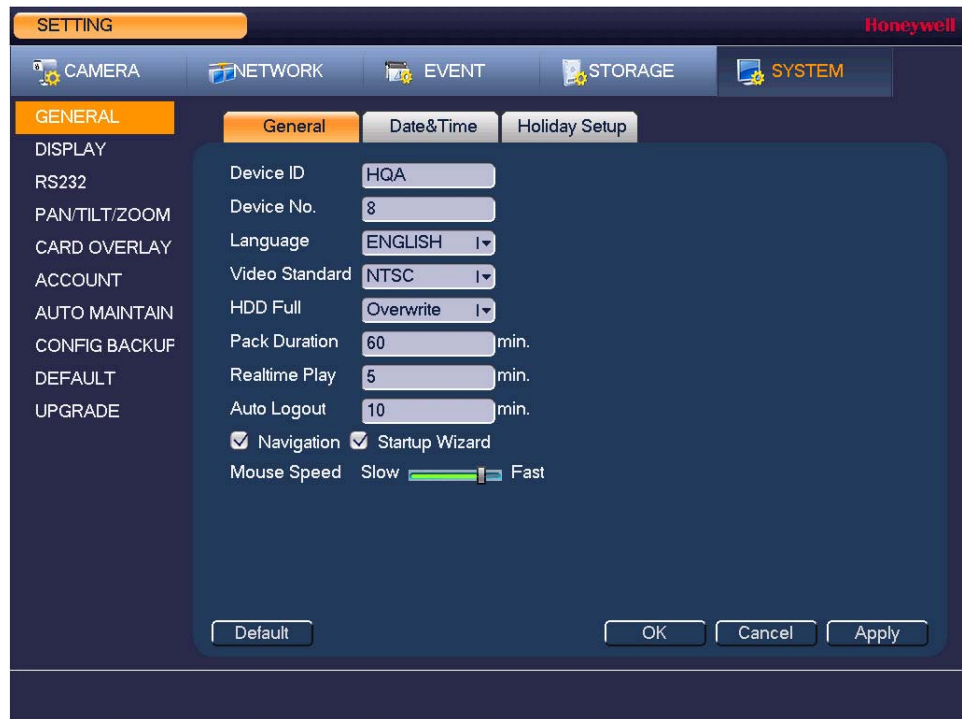 SETTING Honeywell
CAMERA NETWORK EVENT STORAGE SYSTEM
GENERAL
DISPLAY
RS232
PAN/TILT/ZOOM
CARD OVERLAY
ACCOUNT
AUTO MAINTAIN
CONFIG BACKUP
DEFAULT
UPGRADE
General Date&Time Holiday Setup
Device ID HQA
Device No. 8
Language ENGLISH
Video Standard NTSC
HDD Full Overwrite
Pack Duration 60 min.
Realtime Play 5 min.
Auto Logout 10 min.
Navigation Startup Wizard
Mouse Speed Slow Fast
Default OK Cancel Apply